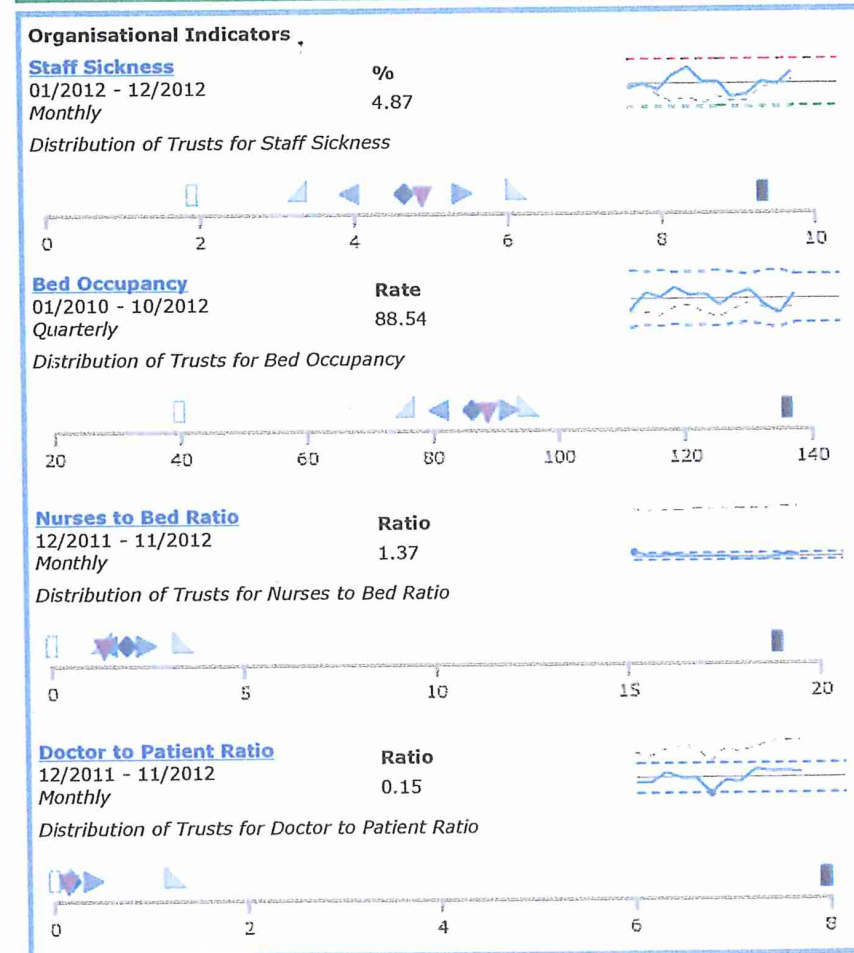 Organisational Indicators
Staff Sickness
%
01/2012 - 12/2012
4.87
Monthly
Distribution of Trusts for Staff Sickness
0 2 4 6 8 10
Bed Occupancy
Rate
01/2010 - 10/2012
88.54
Quarterly
Distribution of Trusts for Bed Occupancy
20 40 60 80 100 120 140
Nurses to Bed Ratio
Ratio
12/2011 - 11/2012
1.37
Monthly
Distribution of Trusts for Nurses to Bed Ratio
0 5 10 15 20
Doctor to Patient Ratio
Ratio
12/2011 - 11/2012
0.15
Monthly
Distribution of Trusts for Doctor to Patient Ratio
0 2 4 6 8